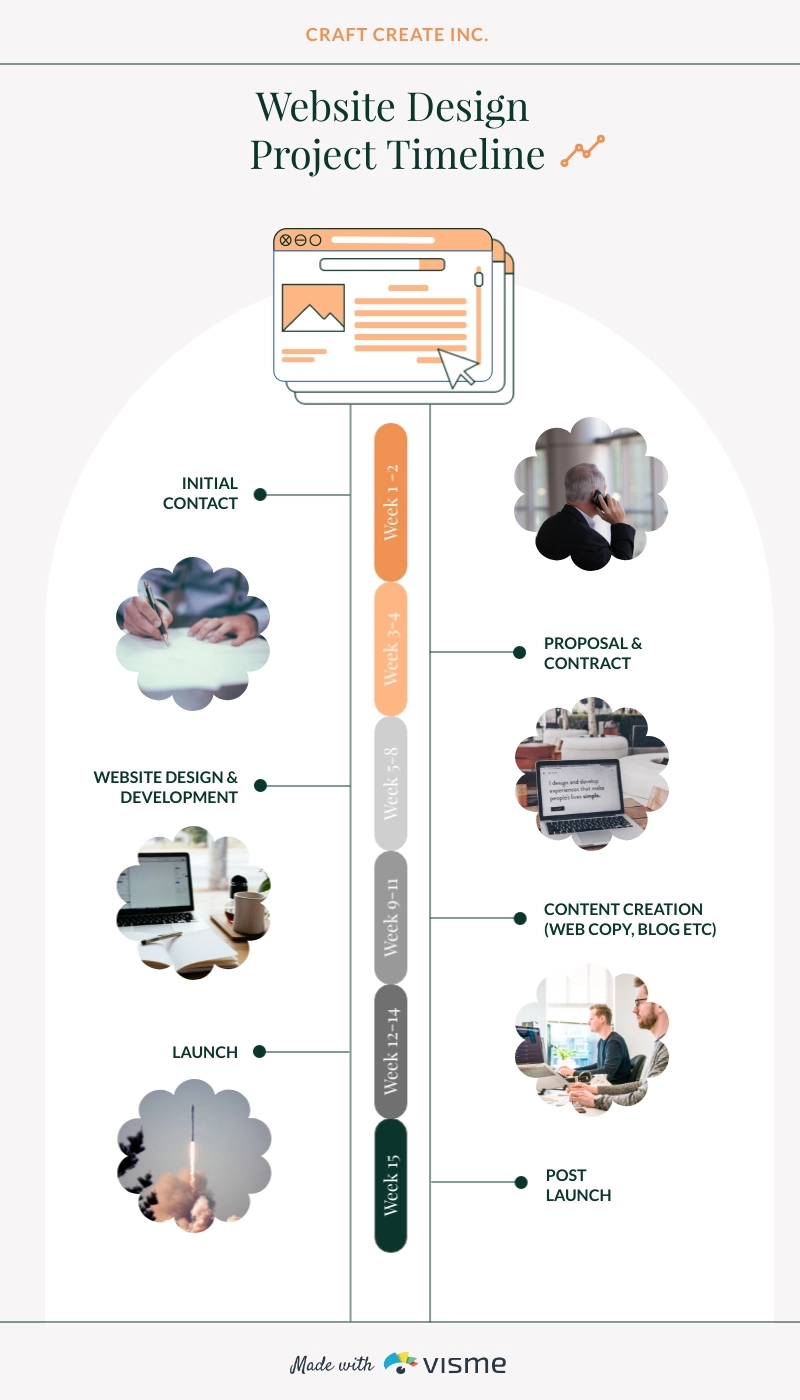 CRAFT CREATE INC.
Website Design
Project Timeline
Week 1-2
INITIAL
CONTACT
Week 3-4
PROPOSAL &
CONTRACT
Week 5-8
WEBSITE DESIGN &
DEVELOPMENT
I design and develop
experiences that make
people's lives simple.
Week 9-11
CONTENT CREATION
(WEB COPY, BLOG ETC)
Week 12-14
LAUNCH
Week 15
POST
LAUNCH
Made with visme